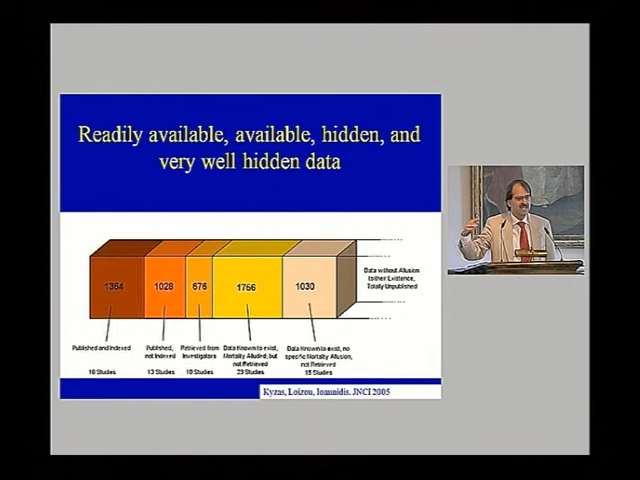 Readily available, available, hidden, and
very well hidden data
1364
1028
676
1766
1030
Data without Allusion
to their Existence,
Totally Unpublished
Published and Indexed
18 Studies
Published,
not Indexed
13 Studies
Retrieved from
Investigators
10 Studies
Data Known to exist,
Mortality Alluded, but
not Retrieved
23 Studies
Data Known to exist, no
specific Mortality Allusion,
not Retrieved
15 Studies
Kyzas, Loizou, Ioannidis. JNCI 2005